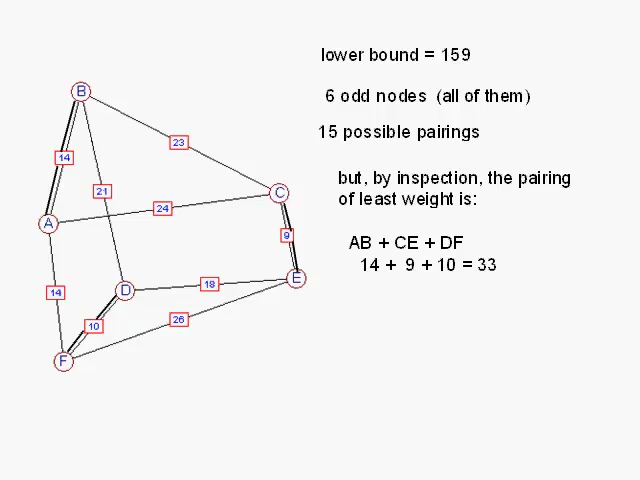 lower bound = 159
6 odd nodes (all of them)
15 possible pairings
but, by inspection, the pairing
of least weight is:
AB + CE + DF
14 + 9 + 10 = 33
B
14
23
21
C
24
A
9
14
D
18
E
10
26
F